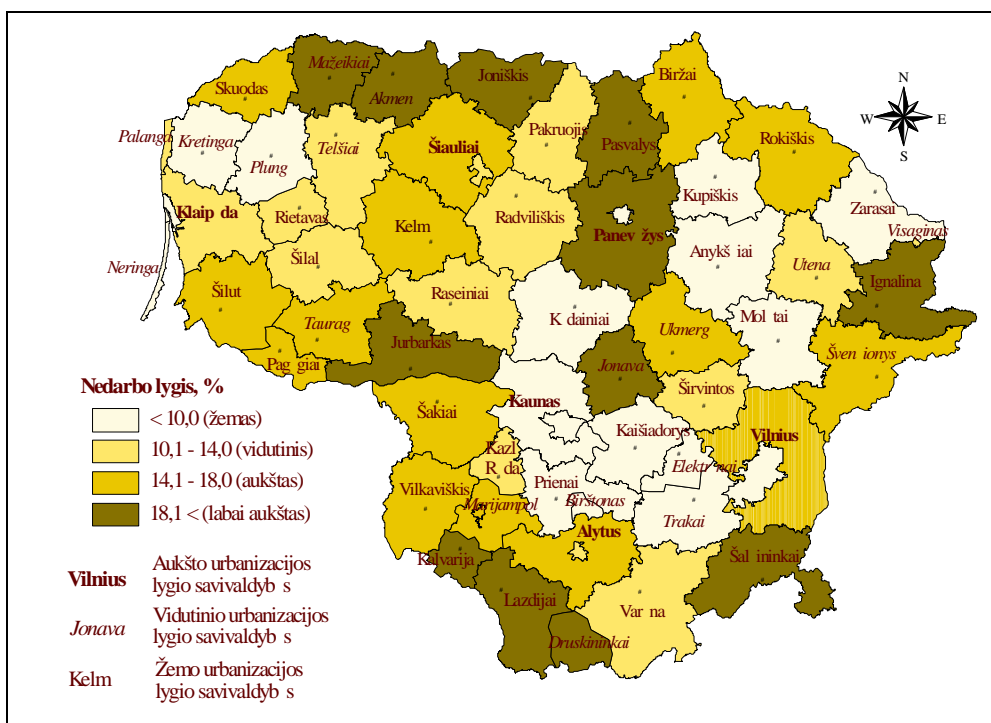 Mažeikiai
Joniškis
Akmen
Skuodas
Biržai
N
W E
S
Palanga
Kretinga
Plung
Telšiai
Šiauliai
Pakruojis
Pasvalys
Rokiškis
Kupiškis
Zarasai
Visaginas
Klaip da
Rietavas
Kelm
Radviliškis
Panev žys
Anykš iai
Utena
Ignalina
Neringa
Šilal
Šilut
Raseiniai
K dainiai
Ukmerg
Mol tai
Taurag
Jurbarkas
Jonava
Šven ionys
Pag giai
Širvintos
Nedarbo lygis, %
< 10,0 (žemas)
10,1 - 14,0 (vidutinis)
14,1 - 18,0 (aukštas)
18,1 < (labai aukštas)
Šakiai
Kaunas
Kaišiadorys
Vilnius
Kazl
R da
Elektr nai
Vilkaviškis
Prienai
Birštonas
Marijampol
Trakai
Alytus
Kalvarija
Šal ininkai
Lazdijai
Var na
Druskininkai
Vilnius
Aukšto urbanizacijos
lygio savivaldyb s
Jonava
Vidutinio urbanizacijos
lygio savivaldyb s
Kelm
Žemo urbanizacijos
lygio savivaldyb s